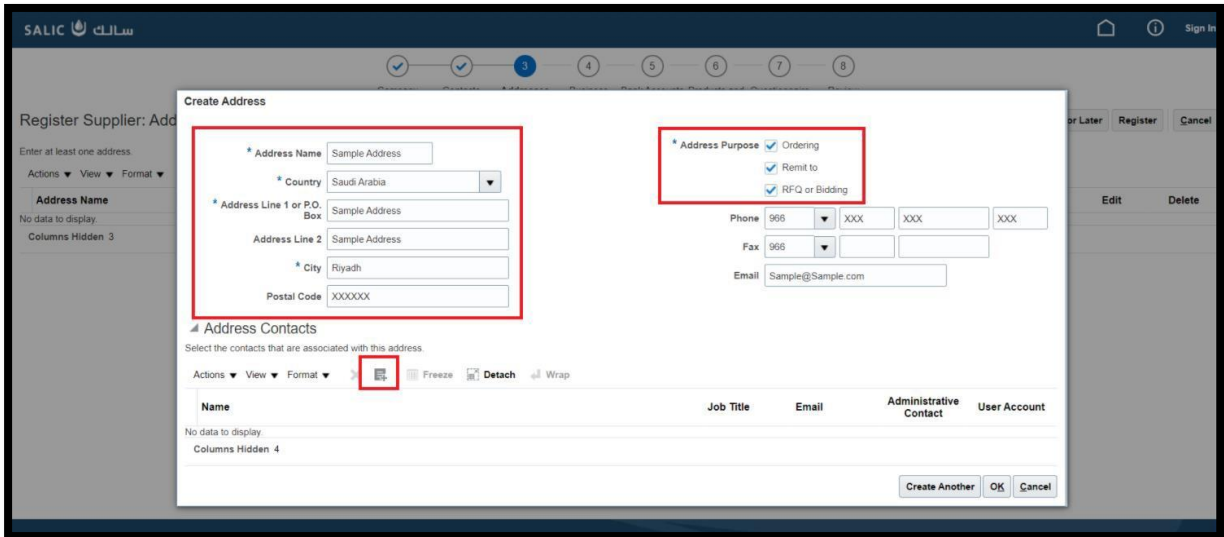 SALIC سالك
Sign In
3 4 5 6 7 8
Create Address
Register Supplier: Add
or Later Register Cancel
Enter at least one address.
Actions View Format
Address Name
Edit Delete
No data to display.
Columns Hidden 3
* Address Name Sample Address
* Country Saudi Arabia
* Address Line 1 or P.O. Box Sample Address
Address Line 2 Sample Address
* City Riyadh
Postal Code XXXXXX
* Address Purpose Ordering
Remit to
RFQ or Bidding
Phone 966 XXX XXX XXX
Fax 966
Email Sample@Sample.com
Address Contacts
Select the contacts that are associated with this address.
Actions View Format Freeze Detach Wrap
Name Job Title Email Administrative Contact User Account
No data to display.
Columns Hidden 4
Create Another OK Cancel